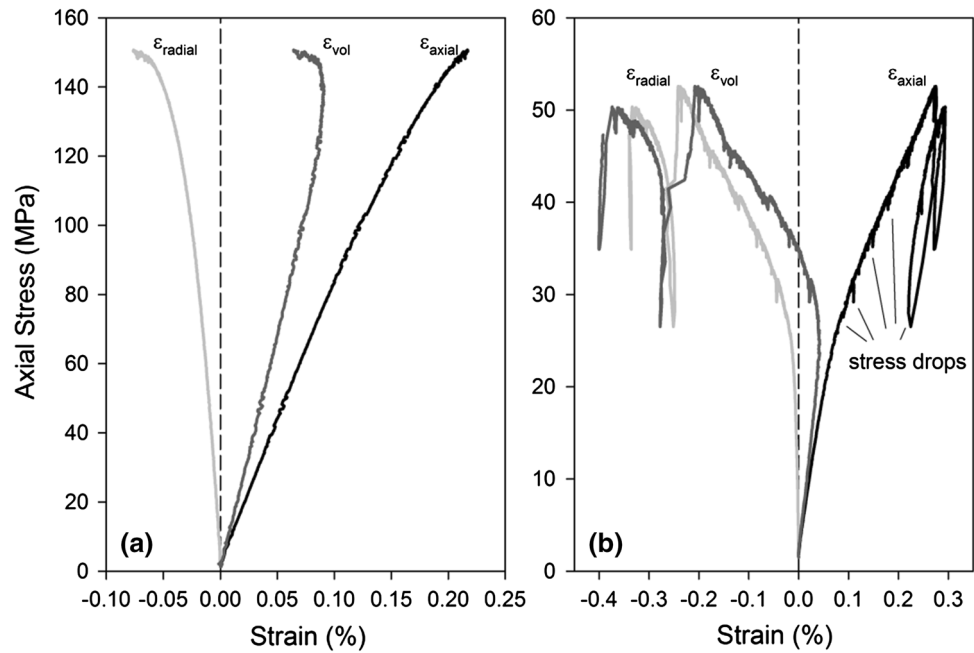 160
140
120
100
80
60
40
20
0
Axial Stress (MPa)
εradial
εvol
εaxial
(a)
-0.10 -0.05 0.00 0.05 0.10 0.15 0.20 0.25
Strain (%)
60
50
40
30
20
10
0
εradial
εvol
εaxial
stress drops
(b)
-0.4 -0.3 -0.2 -0.1 0.0 0.1 0.2 0.3
Strain (%)